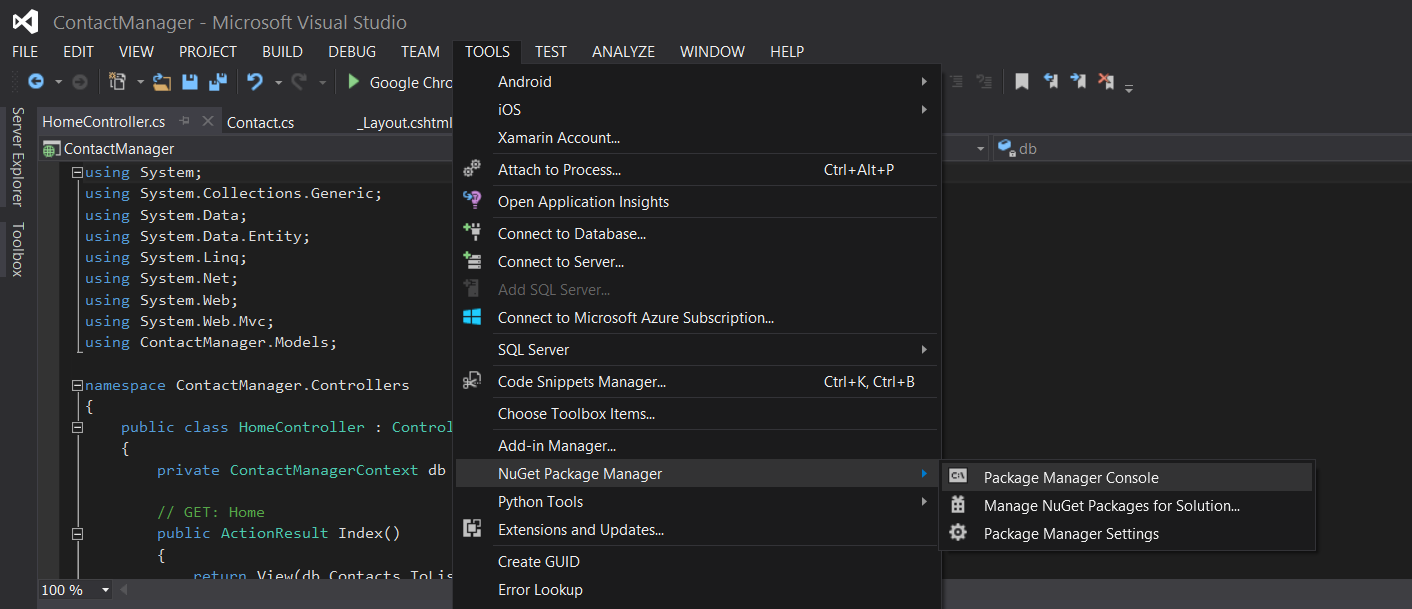 ContactManager - Microsoft Visual Studio
FILE EDIT VIEW PROJECT BUILD DEBUG TEAM TOOLS TEST ANALYZE WINDOW HELP
Google Chro
Server Explorer
Toolbox
HomeController.cs Contact.cs _Layout.cshtml
ContactManager
db
using System;
using System.Collections.Generic;
using System.Data;
using System.Data.Entity;
using System.Linq;
using System.Net;
using System.Web;
using System.Web.Mvc;
using ContactManager.Models;
namespace ContactManager.Controllers
{
public class HomeController : Control
{
private ContactManagerContext db
// GET: Home
public ActionResult Index()
{
return View(db.Contacts.ToLis
100 %
Android
iOS
Xamarin Account...
Attach to Process... Ctrl+Alt+P
Open Application Insights
Connect to Database...
Connect to Server...
Add SQL Server...
Connect to Microsoft Azure Subscription...
SQL Server
Code Snippets Manager... Ctrl+K, Ctrl+B
Choose Toolbox Items...
Add-in Manager...
NuGet Package Manager
Python Tools
Extensions and Updates...
Create GUID
Error Lookup
C:\ Package Manager Console
Manage NuGet Packages for Solution...
Package Manager Settings